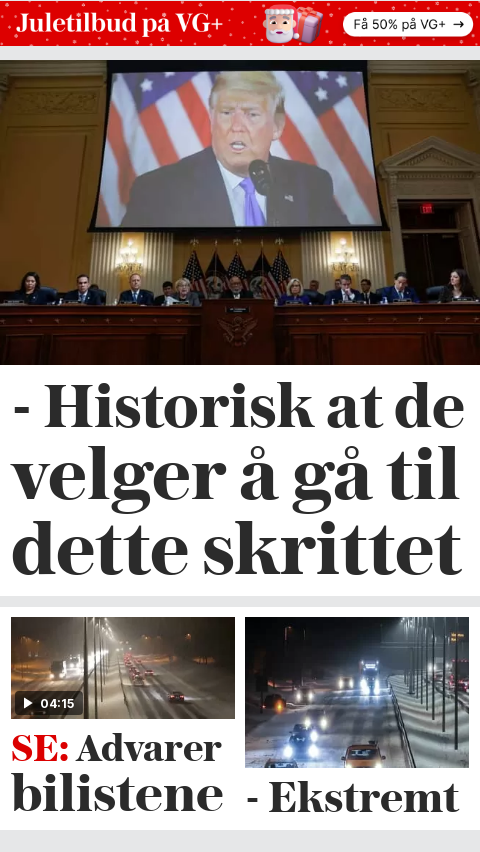 Juletilbud på VG+
Få 50% på VG+ →
- Historisk at de
velger å gå til
dette skrittet
04:15
SE: Advarer
bilistene
- Ekstremt